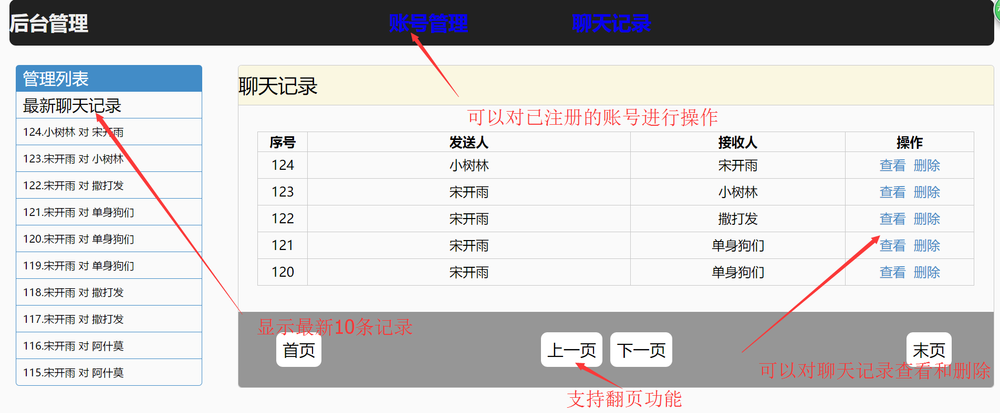 后台管理 账号管理 聊天记录
管理列表
最新聊天记录
124.小树林 对 宋开雨
123.宋开雨 对 小树林
122.宋开雨 对 撒打发
121.宋开雨 对 单身狗们
120.宋开雨 对 单身狗们
119.宋开雨 对 单身狗们
118.宋开雨 对 撒打发
117.宋开雨 对 撒打发
116.宋开雨 对 阿什莫
115.宋开雨 对 阿什莫
聊天记录
可以对已注册的账号进行操作
序号 发送人 接收人 操作
124 小树林 宋开雨 查看 删除
123 宋开雨 小树林 查看 删除
122 宋开雨 撒打发 查看 删除
121 宋开雨 单身狗们 查看 删除
120 宋开雨 单身狗们 查看 删除
显示最新10条记录
首页 上一页 下一页 末页
可以对聊天记录查看和删除
支持翻页功能